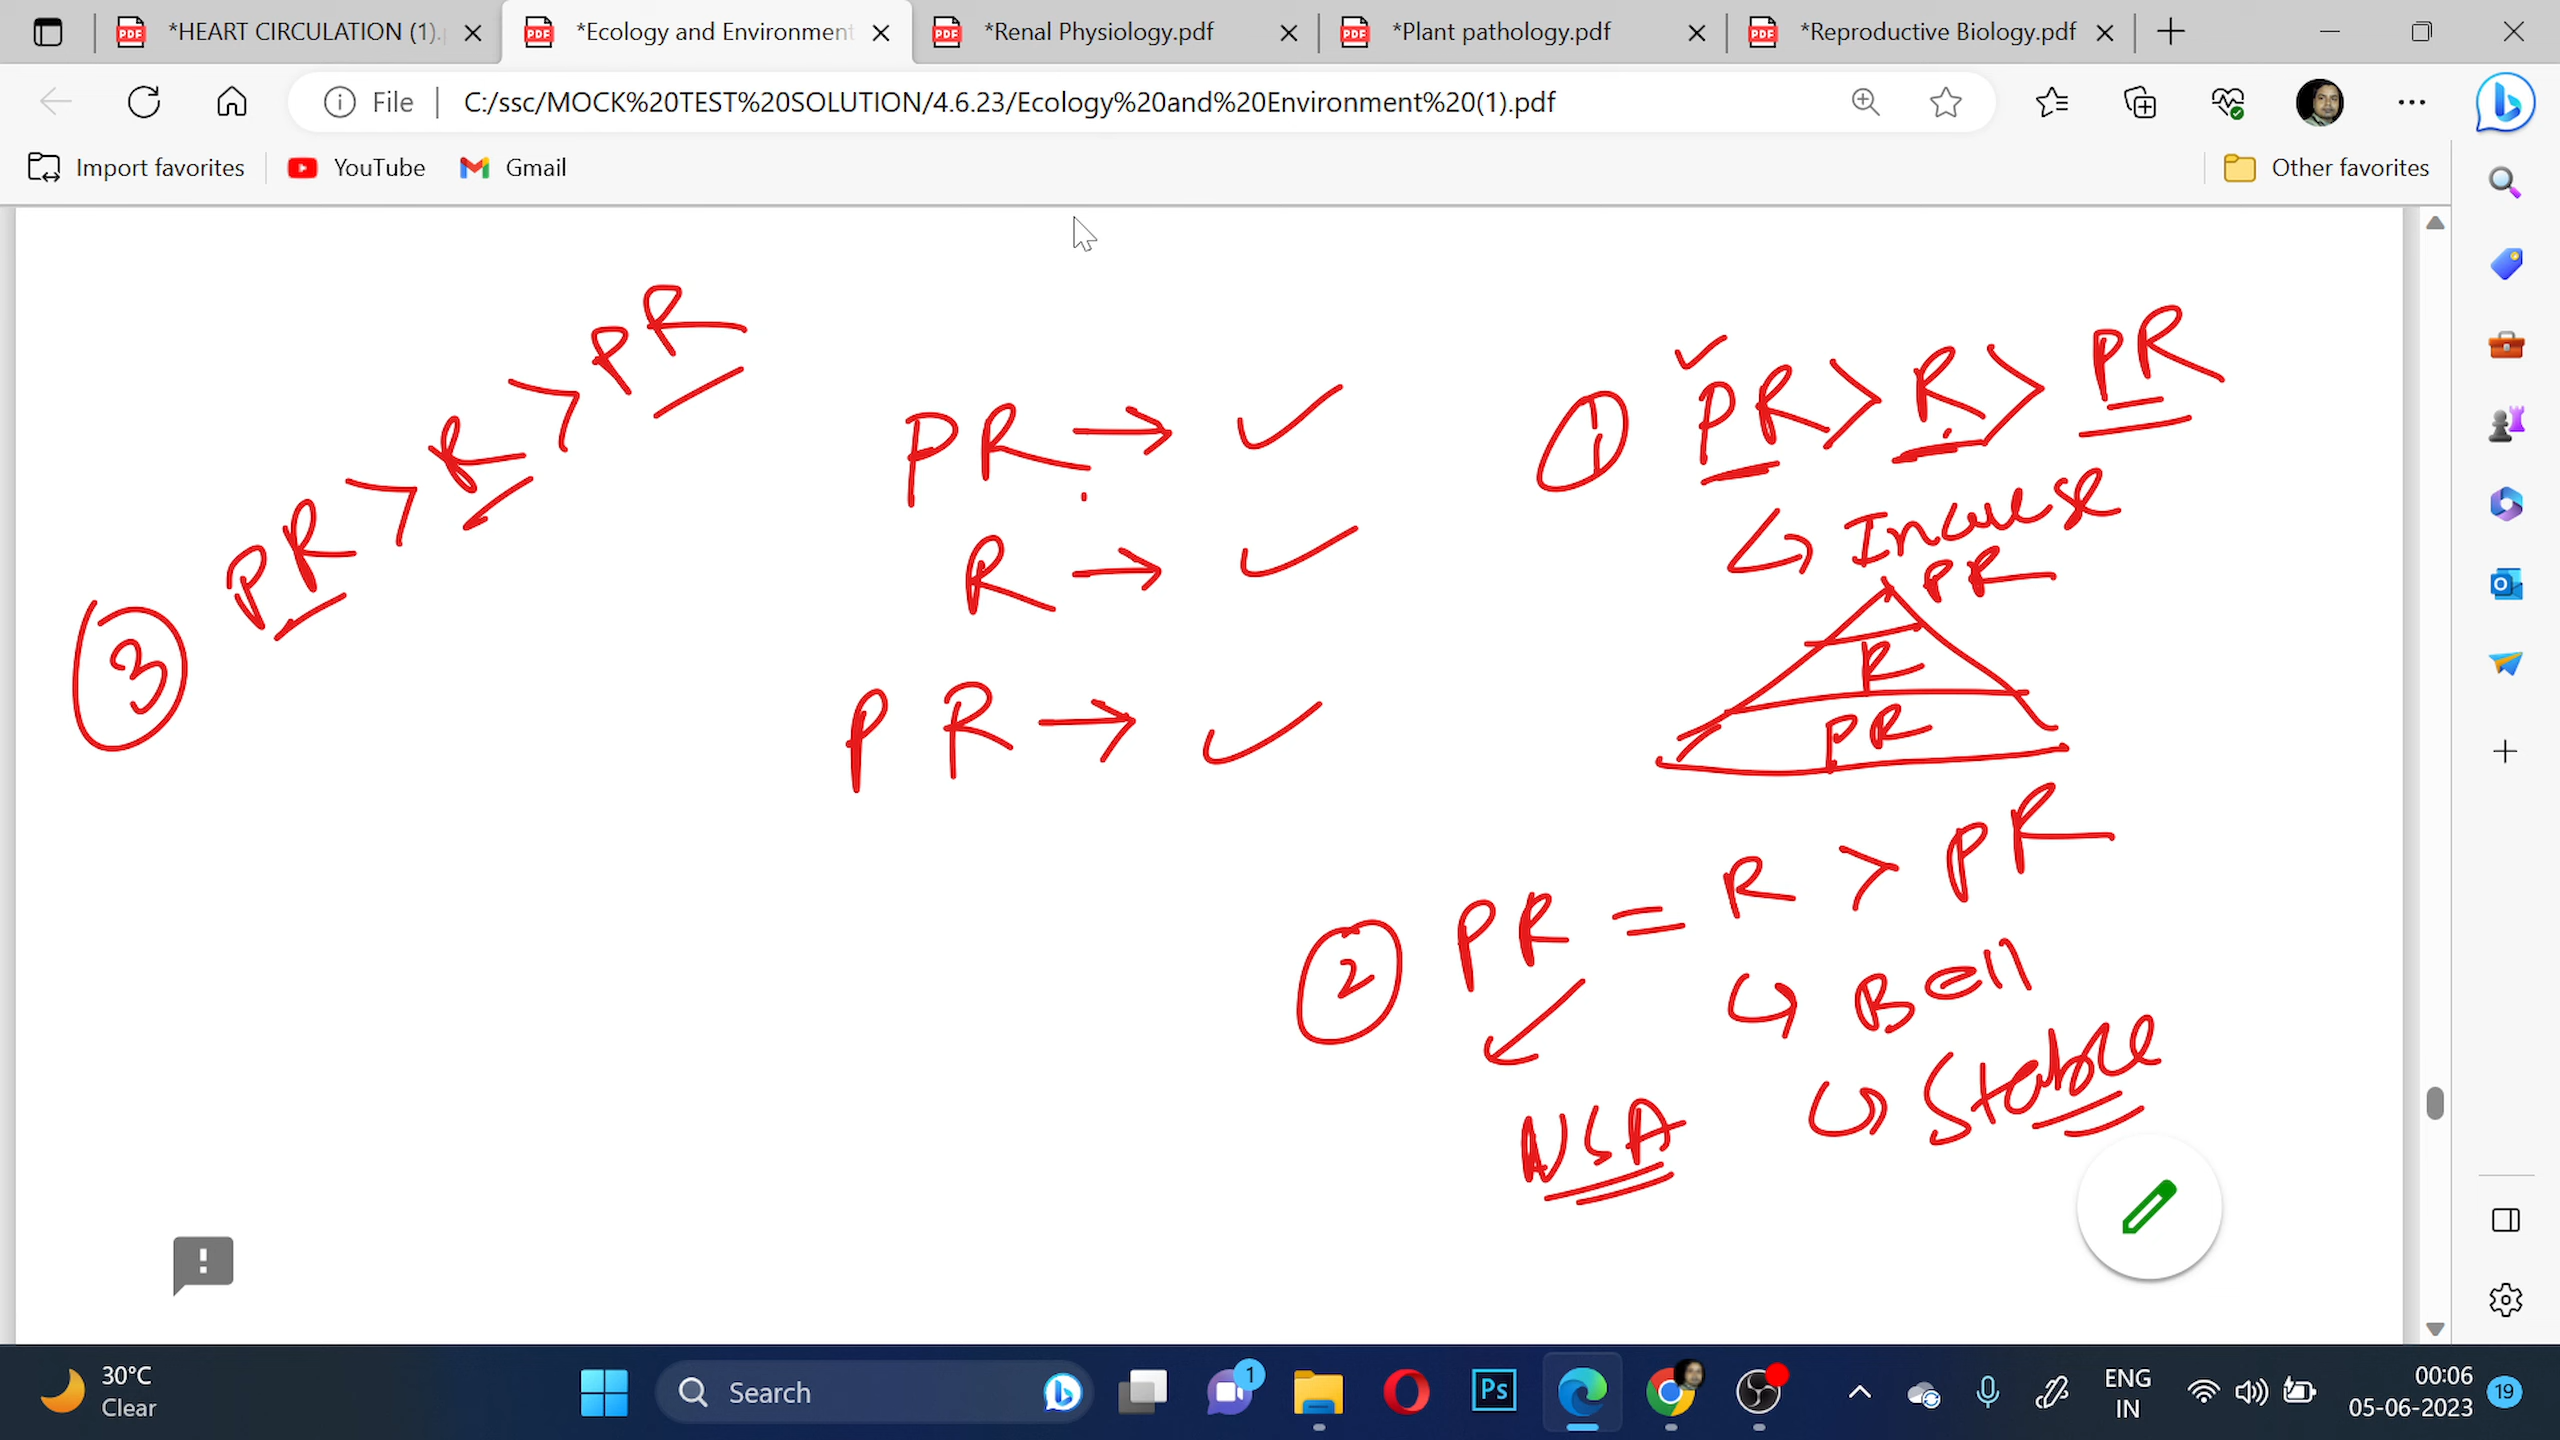 *HEART CIRCULATION (1).
*Ecology and Environment
*Renal Physiology.pdf
*Plant pathology.pdf
*Reproductive Biology.pdf
File
C:/ssc/MOCK%20TEST%20SOLUTION/4.6.23/Ecology%20and%20Environment%20(1).pdf
Import favorites
YouTube
Gmail
Other favorites
③ PR > R > PR
PR → ✓
R → ✓
PR → ✓
① PR > R > PR
PR
R
PR
② PR = R > PR
Bell
Stable
30°C
Clear
Search
Ps
1
ENG
IN
00:06
05-06-2023
19